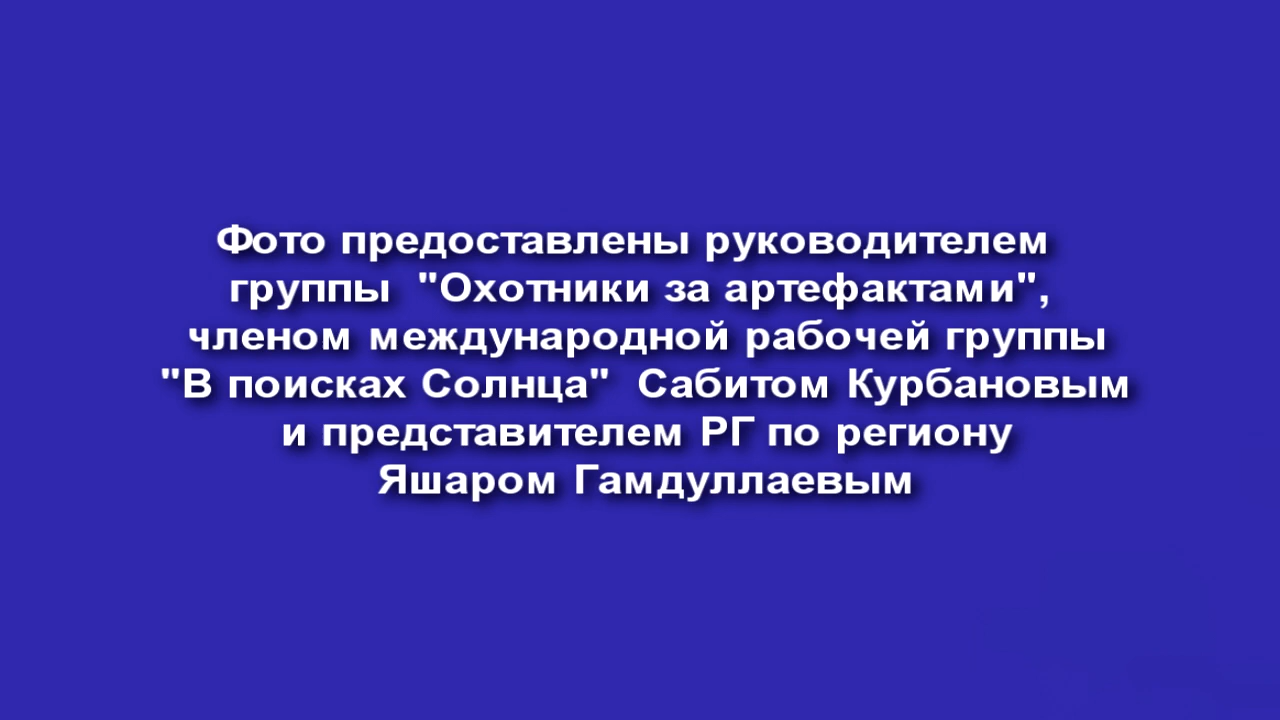 Фото предоставлены руководителем
группы "Охотники за артефактами",
членом международной рабочей группы
"В поисках Солнца" Сабитом Курбановым
и представителем РГ по региону
Яшаром Гамдуллаевым